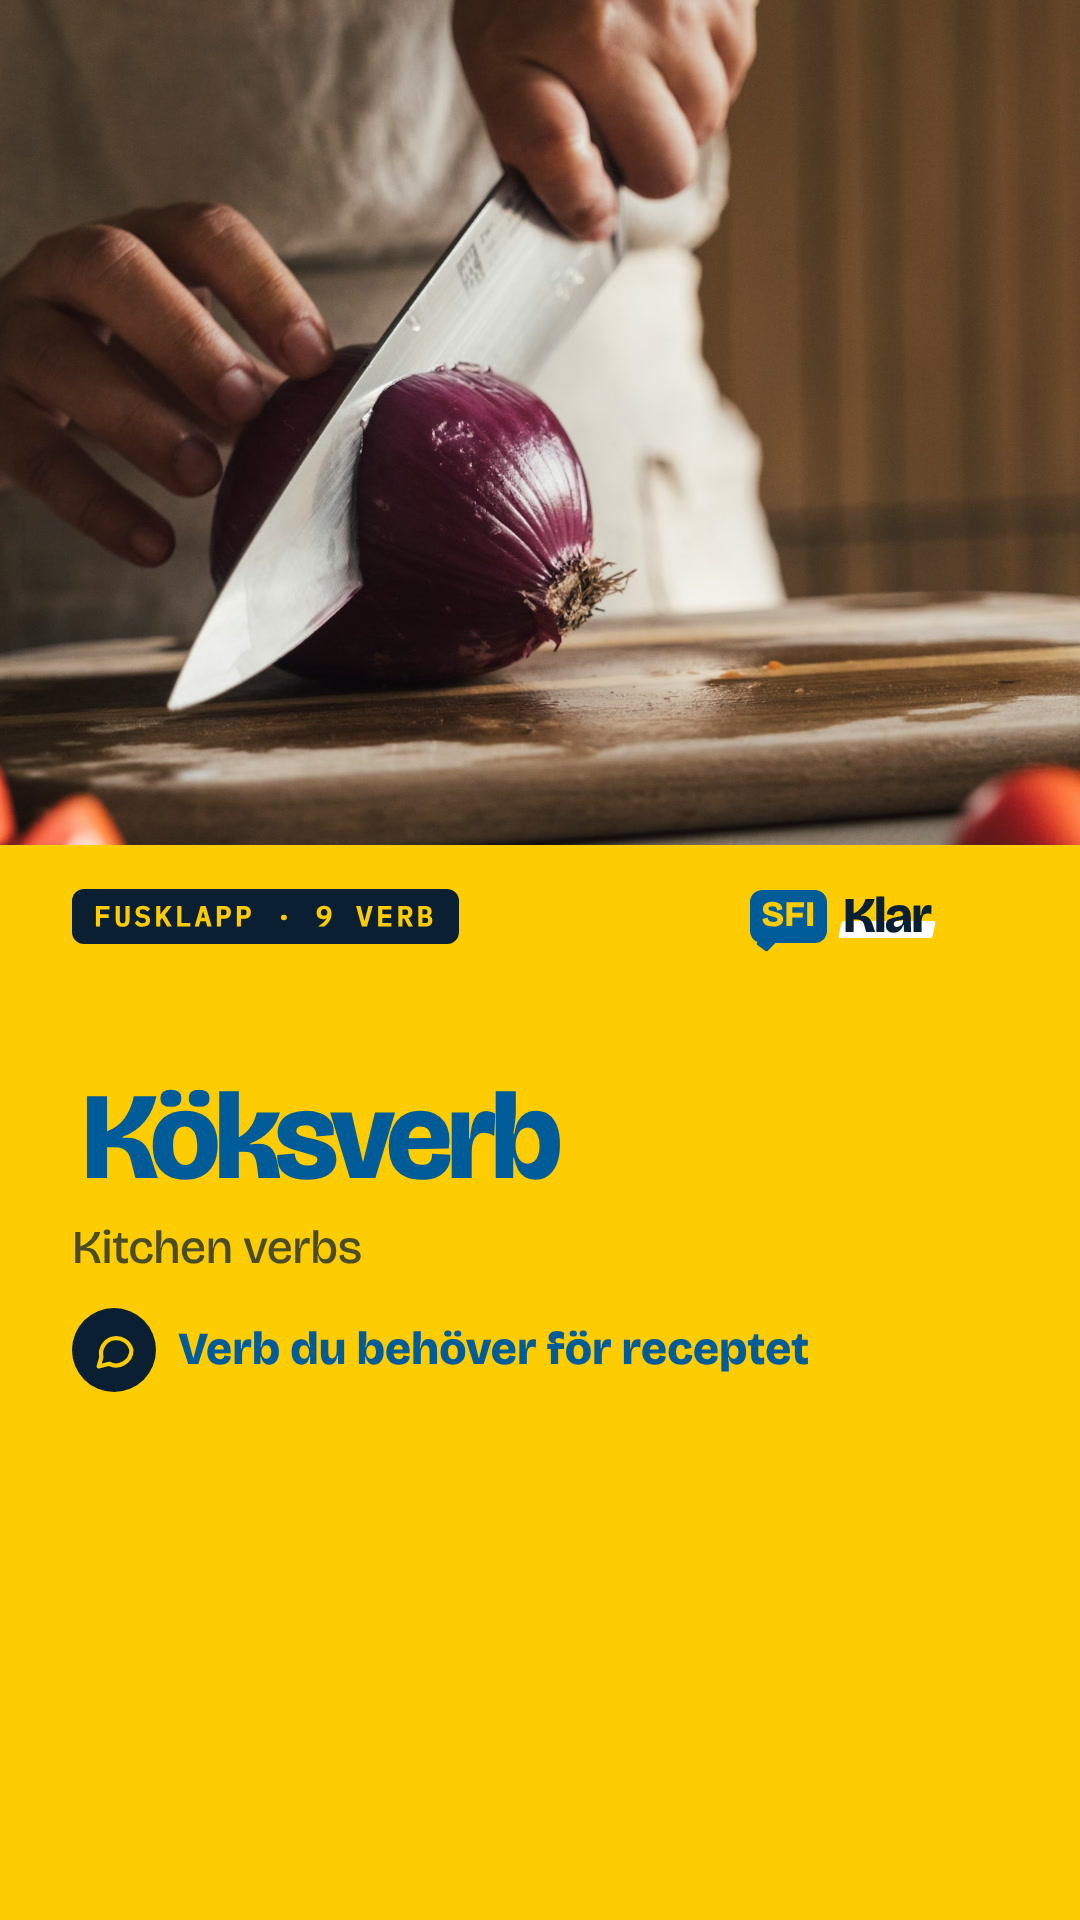 FUSKLAPP · 9 VERB
SFI Klar
Köksverb
Kitchen verbs
Verb du behöver för receptet